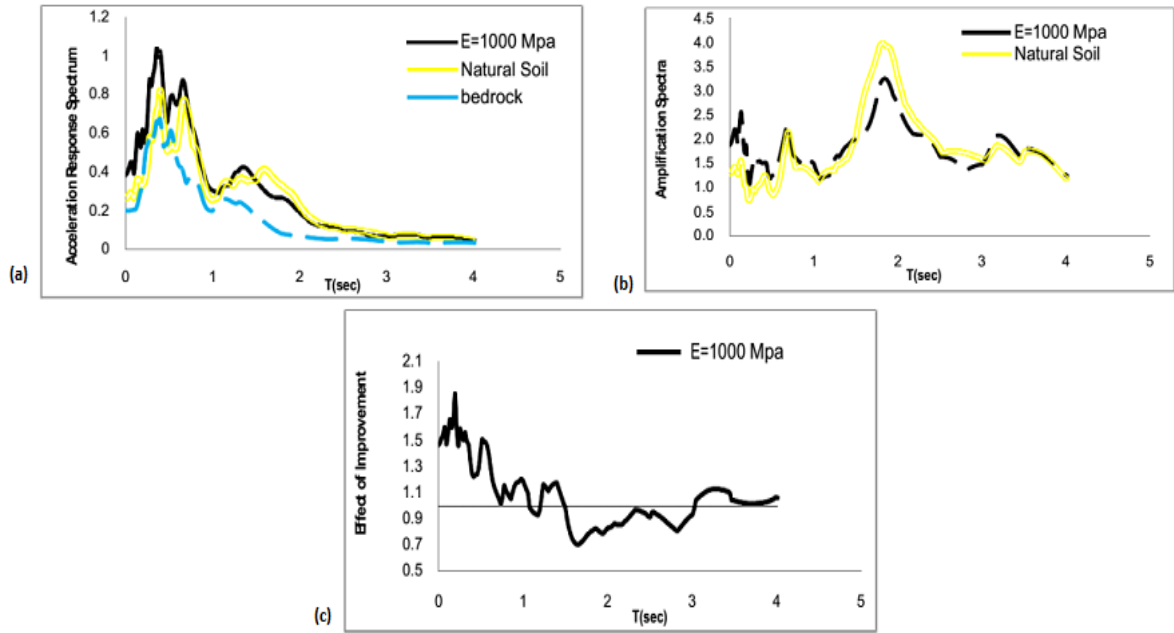 Acceleration Response Spectrum
1.2
1
0.8
0.6
0.4
0.2
0
0 1 2 3 4 5
T(sec)
E=1000 Mpa
Natural Soil
bedrock
(a)
Amplification Spectra
4.5
4.0
3.5
3.0
2.5
2.0
1.5
1.0
0.5
0.0
0 1 2 3 4 5
T(sec)
E=1000 Mpa
Natural Soil
(b)
Effect of Improvement
2.1
1.9
1.7
1.5
1.3
1.1
0.9
0.7
0.5
0 1 2 3 4 5
T(sec)
E=1000 Mpa
(c)